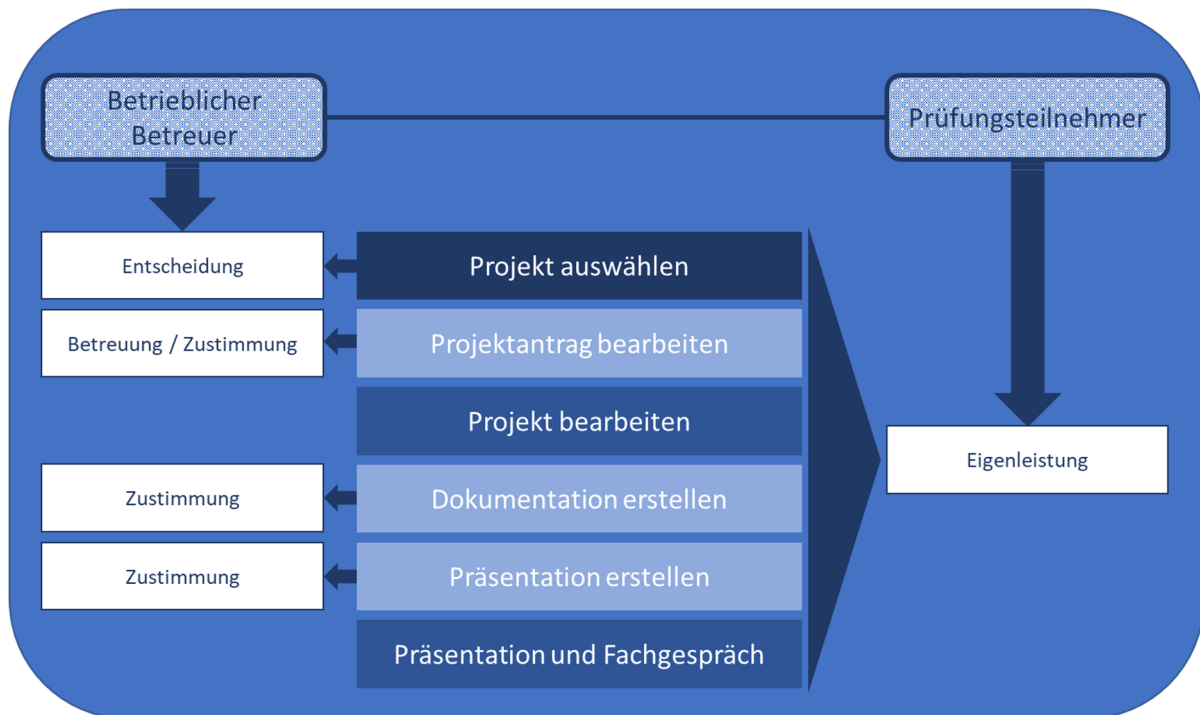 Betrieblicher
Betreuer
Prüfungsteilnehmer
Entscheidung
Projekt auswählen
Betreuung / Zustimmung
Projektantrag bearbeiten
Projekt bearbeiten
Eigenleistung
Zustimmung
Dokumentation erstellen
Zustimmung
Präsentation erstellen
Präsentation und Fachgespräch